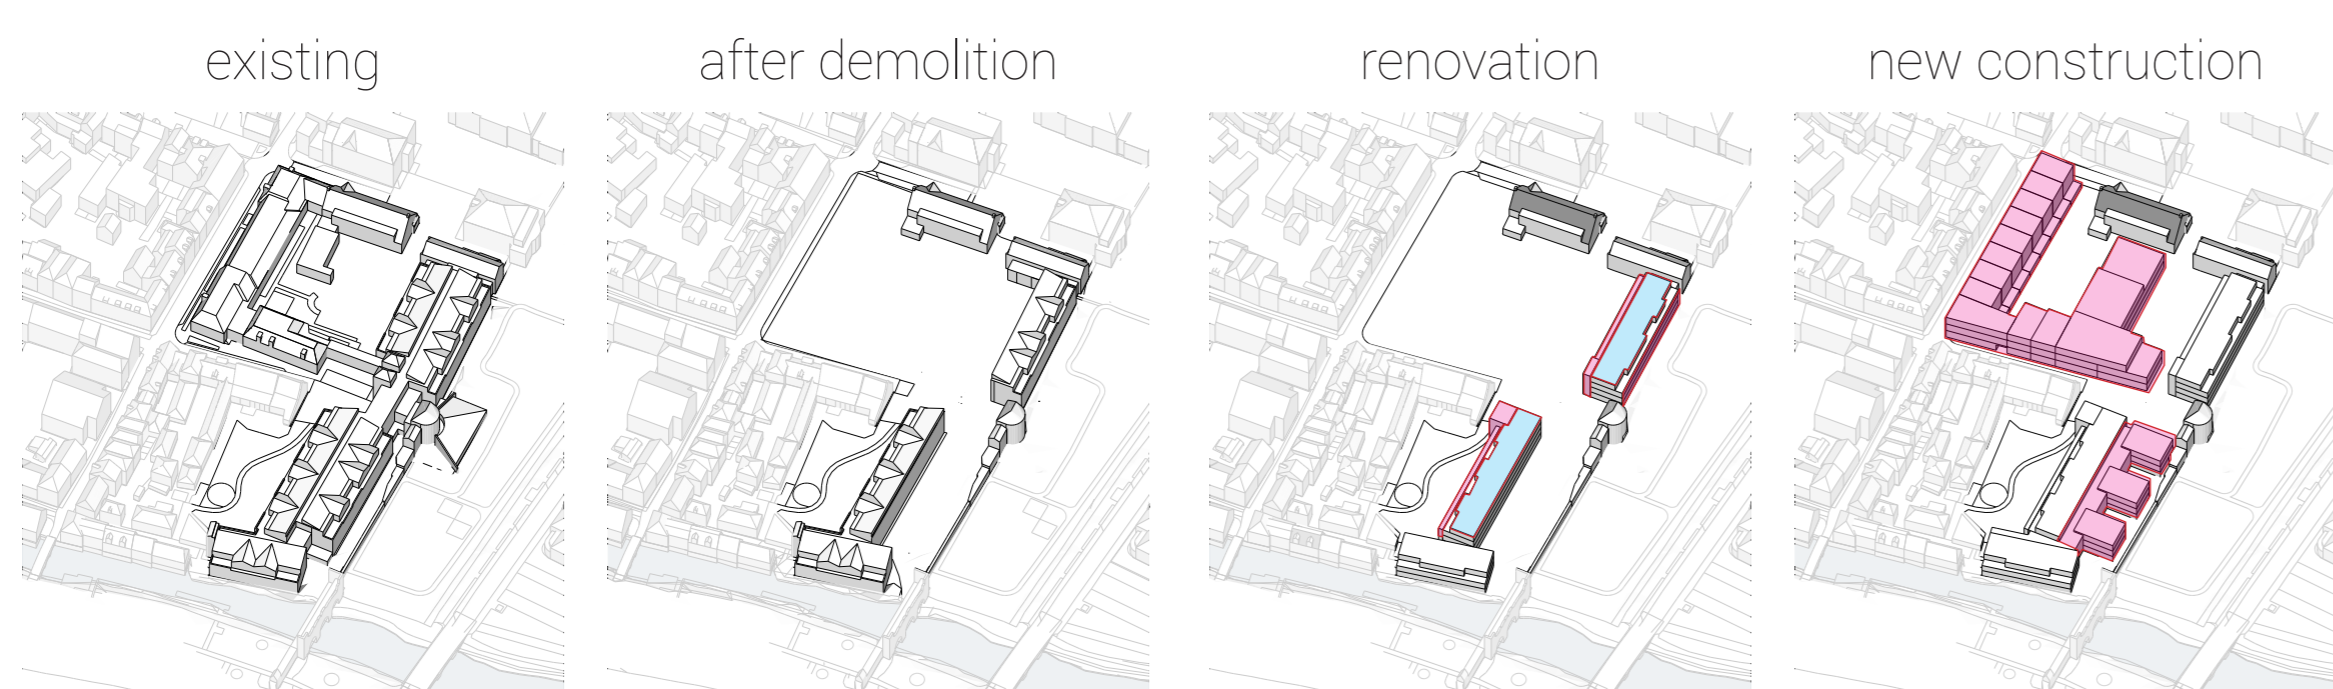 existing
after demolition
renovation
new construction